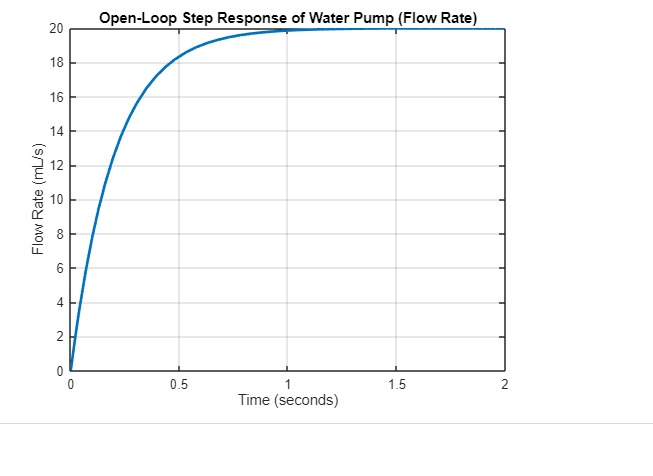 Open-Loop Step Response of Water Pump (Flow Rate)
20
18
16
14
12
10
8
6
4
2
0
Flow Rate (mL/s)
0 0.5 1 1.5 2
Time (seconds)